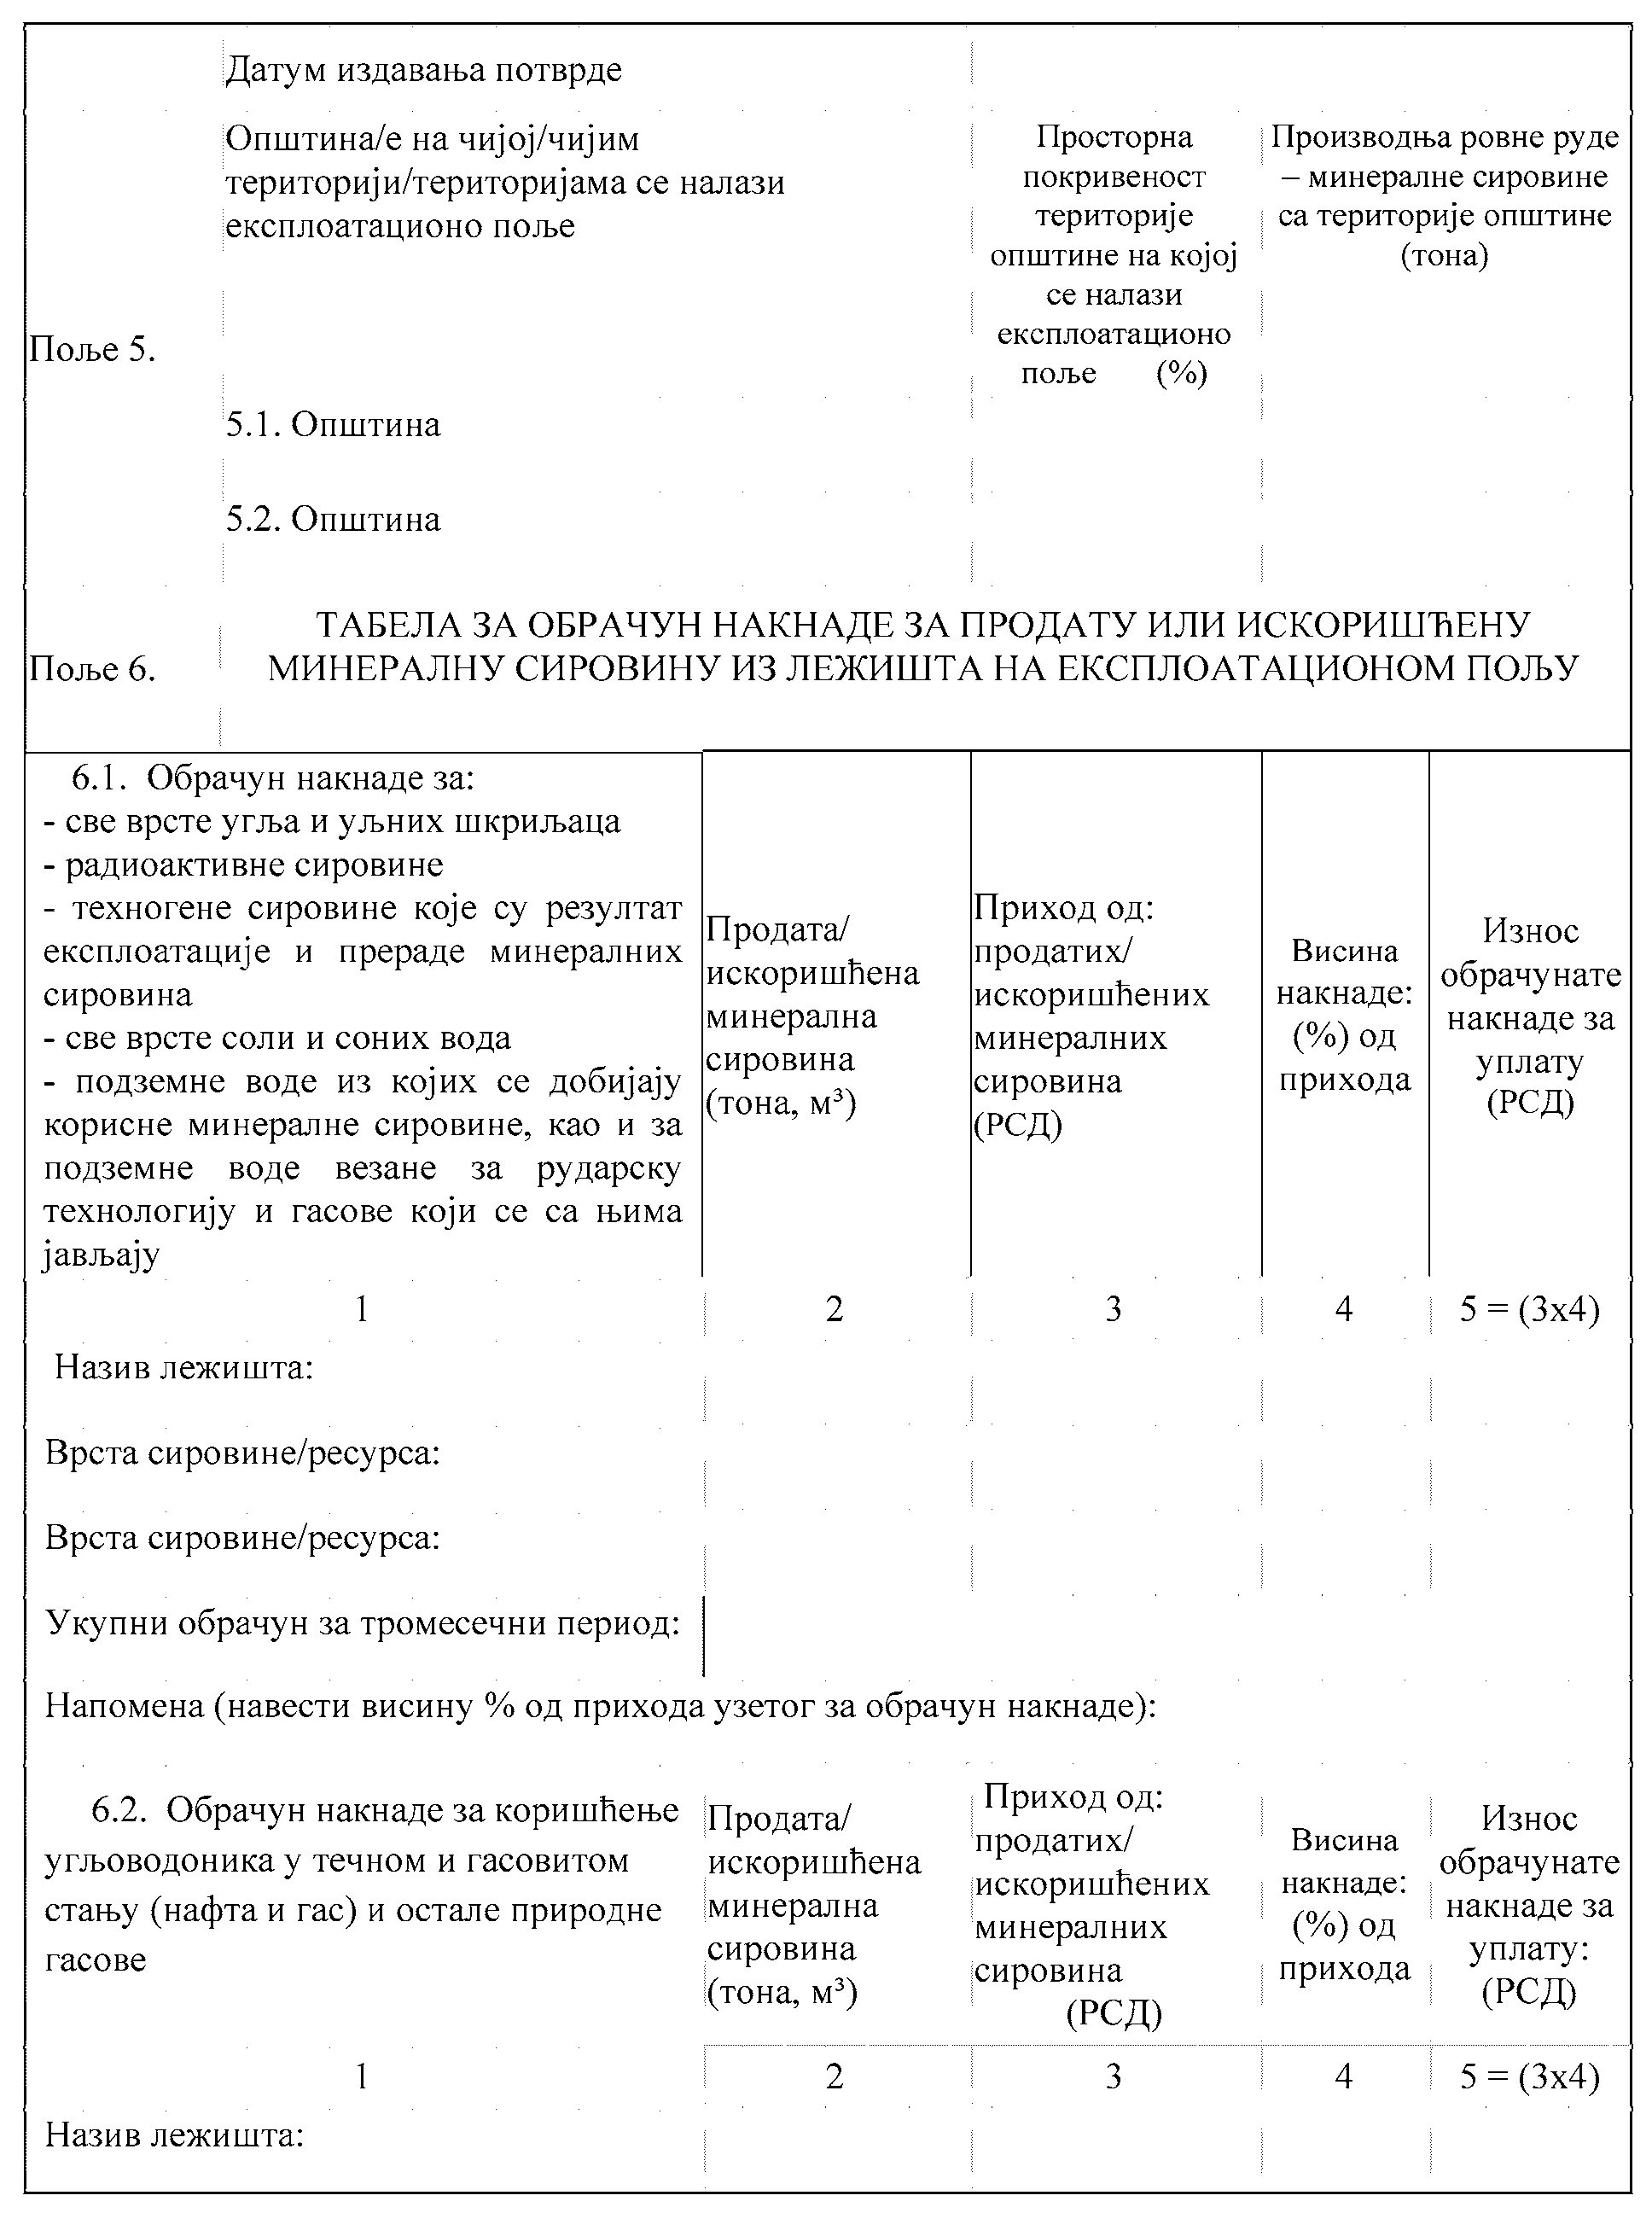 Датум издавања потврде
Општина/е на чијој/чијим
територији/територијама се налази
експлоатационо поље
Просторна
покривеност
територије
општине на којој
се налази
експлоатационо
поље (%)
Производња ровне руде
– минералне сировине
са територије општине
(тона)
Поље 5.
5.1. Општина
5.2. Општина
Поље 6.
ТАБЕЛА ЗА ОБРАЧУН НАКНАДЕ ЗА ПРОДАТУ ИЛИ ИСКОРИШЋЕНУ
МИНЕРАЛНУ СИРОВИНУ ИЗ ЛЕЖИШТА НА ЕКСПЛОАТАЦИОНОМ ПОЉУ
6.1. Обрачун накнаде за:
- све врсте угља и уљних шкриљаца
- радиоактивне сировине
- техногене сировине које су резултат
експлоатације и прераде минералних
сировина
- све врсте соли и соних вода
- подземне воде из којих се добијају
корисне минералне сировине, као и за
подземне воде везане за рударску
технологију и гасове који се са њима
јављају
Продата/
искоришћена
минерална
сировина
(тона, м³)
Приход од:
продатих/
искоришћених
минералних
сировина
(РСД)
Висина
накнаде:
(%) од
прихода
Износ
обрачунате
накнаде за
уплату
(РСД)
1 2 3 4 5 = (3х4)
Назив лежишта:
Врста сировине/ресурса:
Врста сировине/ресурса:
Укупни обрачун за тромесечни период:
Напомена (навести висину % од прихода узетог за обрачун накнаде):
6.2. Обрачун накнаде за коришћење
угљоводоника у течном и гасовитом
стању (нафта и гас) и остале природне
гасове
Продата/
искоришћена
минерална
сировина
(тона, м³)
Приход од:
продатих/
искоришћених
минералних
сировина
(РСД)
Висина
накнаде:
(%) од
прихода
Износ
обрачунате
накнаде за
уплату:
(РСД)
1 2 3 4 5 = (3х4)
Назив лежишта: